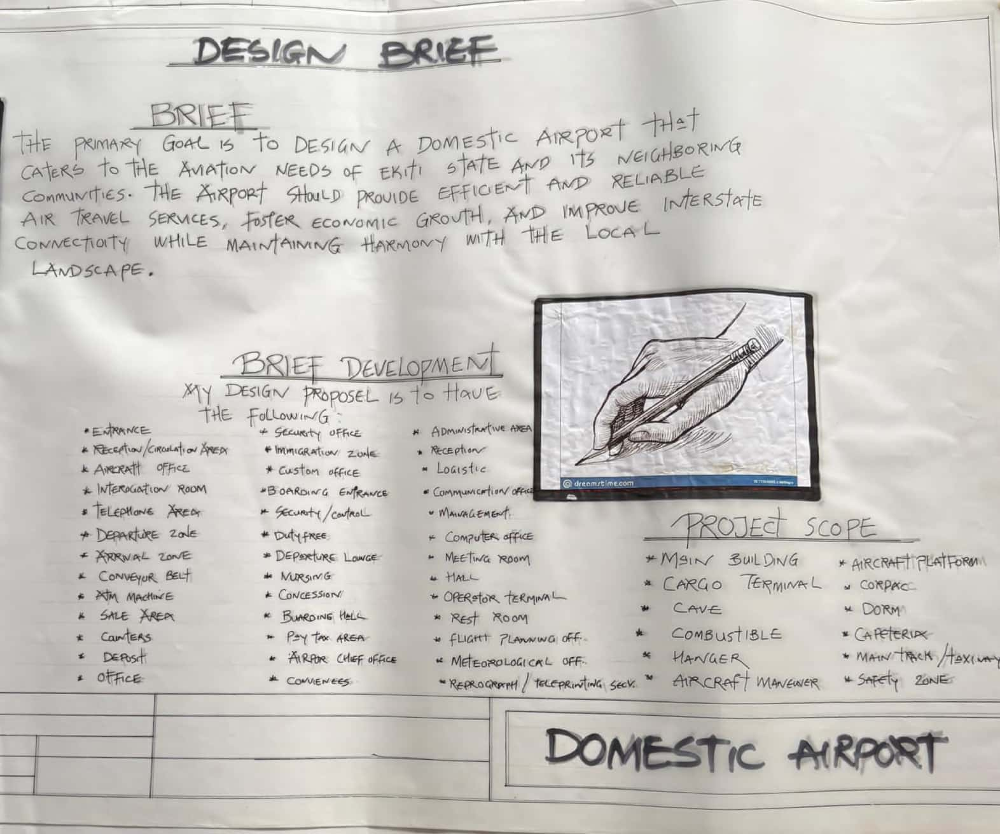 DESIGN BRIEF
BRIEF
THE PRIMARY GOAL IS TO DESIGN A DOMESTIC AIRPORT THAT
CATERS TO THE AVIATION NEEDS OF EKITI STATE AND ITS NEIGHBORING
COMMUNITIES. THE AIRPORT SHOULD PROVIDE EFFICIENT AND RELIABLE
AIR TRAVEL SERVICES, FOSTER ECONOMIC GROWTH, AND IMPROVE INTERSTATE
CONNECTIVITY WHILE MAINTAINING HARMONY WITH THE LOCAL
LANDSCAPE.
BRIEF DEVELOPMENT
MY DESIGN PROPOSEL IS TO HAVE
THE FOLLOWING:
* ENTRANCE
* RECEPTION/CIRCULATION AREA
* AIRCRAFT OFFICE
* INTEROGATION ROOM
* TELEPHONE AREA
* DEPARTURE ZONE
* ARRIVAL ZONE
* CONVEYOR BELT
* ATM MACHINE
* SALE AREA
* COUNTERS
* DEPOSIT
* OFFICE
* SECURITY OFFICE
* IMMIGRATION ZONE
* CUSTOM OFFICE
* BOARDING ENTRANCE
* SECURITY/CONTROL
* DUTY FREE
* DEPARTURE LOUNGE
* NURSING
* CONCESSION
* BOARDING HALL
* PAY TAX AREA
* AIRPOR CHIEF OFFICE
* CONVIENEES
* ADMINISTRATIVE AREA
* RECEPTION
* LOGISTIC
* COMMUNICATION OFFICE
* MANAGEMENT
* COMPUTER OFFICE
* MEETING ROOM
* HALL
* OPERATOR TERMINAL
* REST ROOM
* FLIGHT PLANNING OFF.
* METEOROLOGICAL OFF.
* REPROGRAPH/TELEPRINTING SECV.
dreamstime.com
PROJECT SCOPE
* MAIN BUILDING
* CARGO TERMINAL
* CAVE
* COMBUSTIBLE
* HANGER
* AIRCRAFT MANEUVER
* AIRCRAFT PLATFORM
* CORPAC
* DORM
* CAFETERIA
* MAIN TRACK/TAXIWAY
* SAFETY ZONE
DOMESTIC AIRPORT